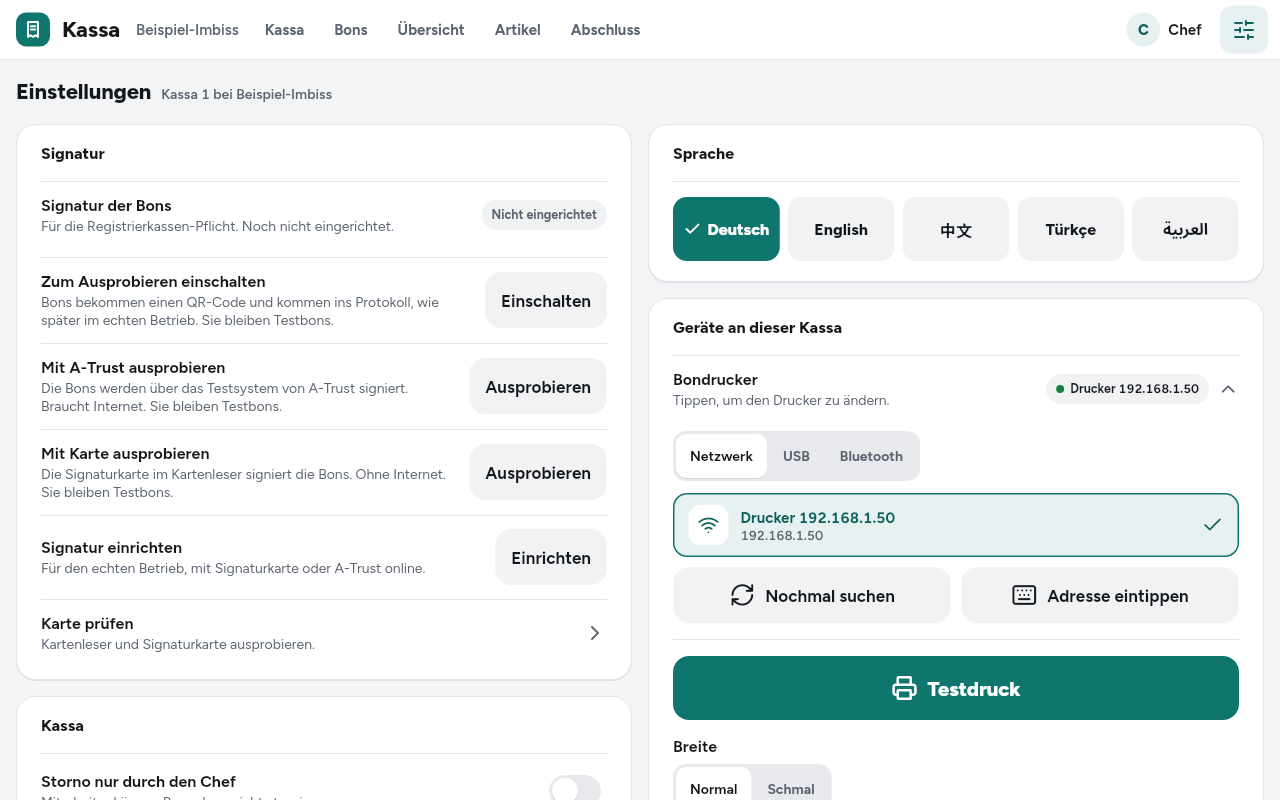 Kassa Beispiel-Imbiss Kassa Bons Übersicht Artikel Abschluss C Chef
Einstellungen Kassa 1 bei Beispiel-Imbiss
Signatur
Signatur der Bons
Für die Registrierkassen-Pflicht. Noch nicht eingerichtet.
Nicht eingerichtet
Zum Ausprobieren einschalten
Bons bekommen einen QR-Code und kommen ins Protokoll, wie
später im echten Betrieb. Sie bleiben Testbons.
Einschalten
Mit A-Trust ausprobieren
Die Bons werden über das Testsystem von A-Trust signiert.
Braucht Internet. Sie bleiben Testbons.
Ausprobieren
Mit Karte ausprobieren
Die Signaturkarte im Kartenleser signiert die Bons. Ohne Internet.
Sie bleiben Testbons.
Ausprobieren
Signatur einrichten
Für den echten Betrieb, mit Signaturkarte oder A-Trust online.
Einrichten
Karte prüfen
Kartenleser und Signaturkarte ausprobieren.
Kassa
Storno nur durch den Chef
Sprache
Deutsch English 中文 Türkçe العربية
Geräte an dieser Kassa
Bondrucker
Tippen, um den Drucker zu ändern.
Drucker 192.168.1.50
Netzwerk USB Bluetooth
Drucker 192.168.1.50
192.168.1.50
Nochmal suchen Adresse eintippen
Testdruck
Breite
Normal Schmal